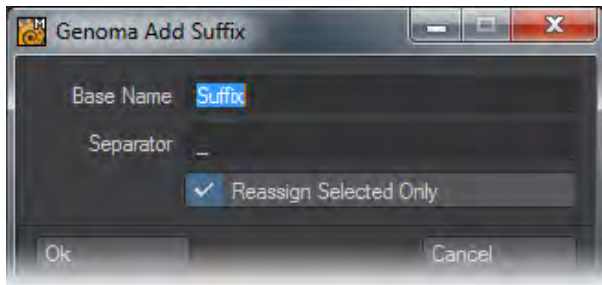 Genoma Add Suffix
Base Name Suffix
Separator _
Reassign Selected Only
Ok Cancel